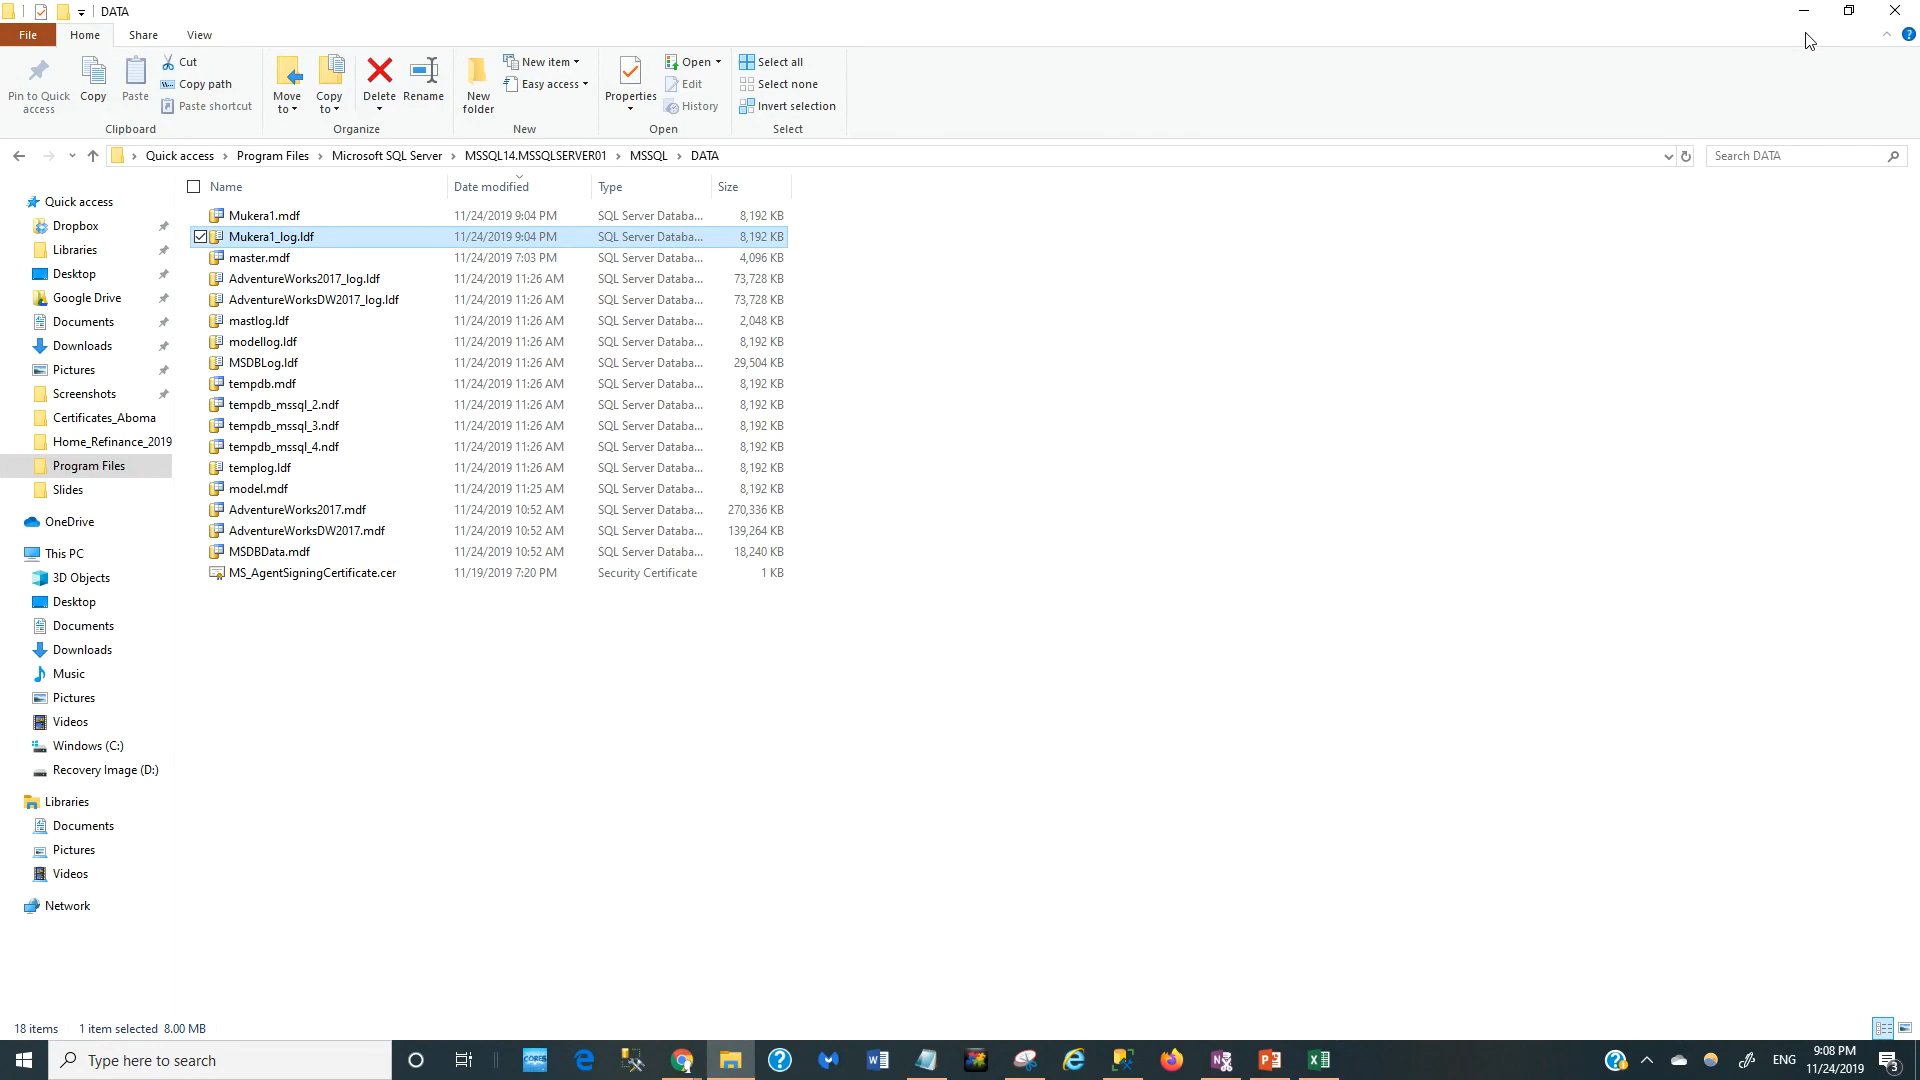 DATA
File Home Share View
Pin to Quick access
Copy
Paste
Cut
Copy path
Paste shortcut
Clipboard
Move to
Copy to
Delete
Rename
Organize
New folder
New item
Easy access
New
Properties
Open
Edit
History
Open
Select all
Select none
Invert selection
Select
Quick access > Program Files > Microsoft SQL Server > MSSQL14.MSSQLSERVER01 > MSSQL > DATA
Search DATA
Quick access
Dropbox
Libraries
Desktop
Google Drive
Documents
Downloads
Pictures
Screenshots
Certificates_Aboma
Home_Refinance_2019
Program Files
Slides
OneDrive
This PC
3D Objects
Desktop
Documents
Downloads
Music
Pictures
Videos
Windows (C:)
Recovery Image (D:)
Libraries
Documents
Pictures
Videos
Network
Name Date modified Type Size
Mukera1.mdf 11/24/2019 9:04 PM SQL Server Databa... 8,192 KB
Mukera1_log.ldf 11/24/2019 9:04 PM SQL Server Databa... 8,192 KB
master.mdf 11/24/2019 7:03 PM SQL Server Databa... 4,096 KB
AdventureWorks2017_log.ldf 11/24/2019 11:26 AM SQL Server Databa... 73,728 KB
AdventureWorksDW2017_log.ldf 11/24/2019 11:26 AM SQL Server Databa... 73,728 KB
mastlog.ldf 11/24/2019 11:26 AM SQL Server Databa... 2,048 KB
modellog.ldf 11/24/2019 11:26 AM SQL Server Databa... 8,192 KB
MSDBLog.ldf 11/24/2019 11:26 AM SQL Server Databa... 29,504 KB
tempdb.mdf 11/24/2019 11:26 AM SQL Server Databa... 8,192 KB
tempdb_mssql_2.ndf 11/24/2019 11:26 AM SQL Server Databa... 8,192 KB
tempdb_mssql_3.ndf 11/24/2019 11:26 AM SQL Server Databa... 8,192 KB
tempdb_mssql_4.ndf 11/24/2019 11:26 AM SQL Server Databa... 8,192 KB
templog.ldf 11/24/2019 11:26 AM SQL Server Databa... 8,192 KB
model.mdf 11/24/2019 11:25 AM SQL Server Databa... 8,192 KB
AdventureWorks2017.mdf 11/24/2019 10:52 AM SQL Server Databa... 270,336 KB
AdventureWorksDW2017.mdf 11/24/2019 10:52 AM SQL Server Databa... 139,264 KB
MSDBData.mdf 11/24/2019 10:52 AM SQL Server Databa... 18,240 KB
MS_AgentSigningCertificate.cer 11/19/2019 7:20 PM Security Certificate 1 KB
18 items 1 item selected 8.00 MB
Type here to search
ENG
9:08 PM
11/24/2019
3